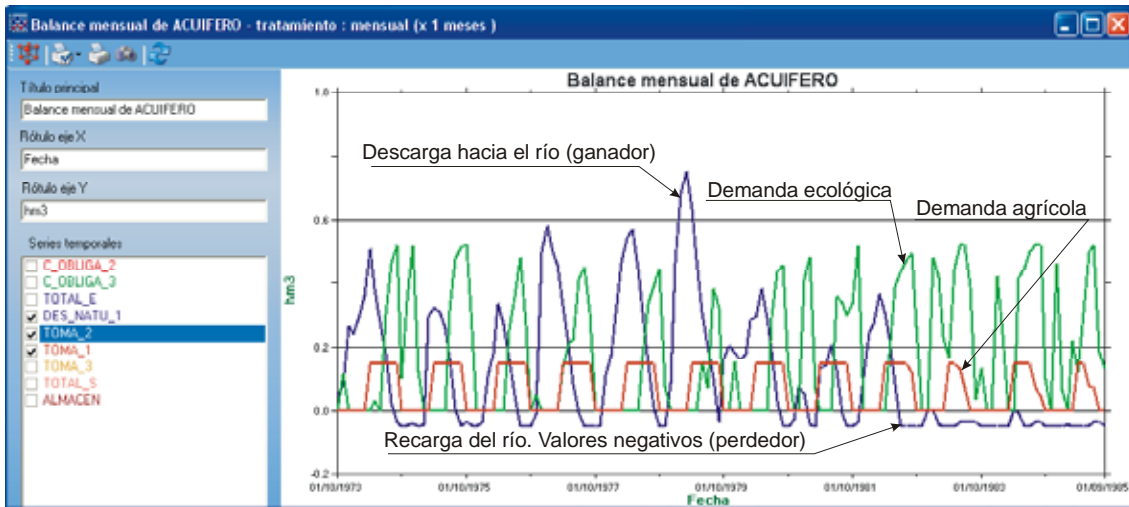 Balance mensual de ACUIFERO - tratamiento : mensual (x 1 meses )
Título principal
Balance mensual de ACUIFERO
Rótulo eje X
Fecha
Rótulo eje Y
hm3
Series temporales
C_OBLIGA_2
C_OBLIGA_3
TOTAL_E
DES_NATU_1
TOMA_2
TOMA_1
TOMA_3
TOTAL_S
ALMACEN
Balance mensual de ACUIFERO
1.0
0.6
0.2
0.0
-0.2
hm3
Descarga hacia el río (ganador)
Demanda ecológica
Demanda agrícola
Recarga del río. Valores negativos (perdedor)
01/10/1973
01/10/1975
01/10/1977
01/10/1979
01/10/1981
01/10/1983
01/09/1985
Fecha